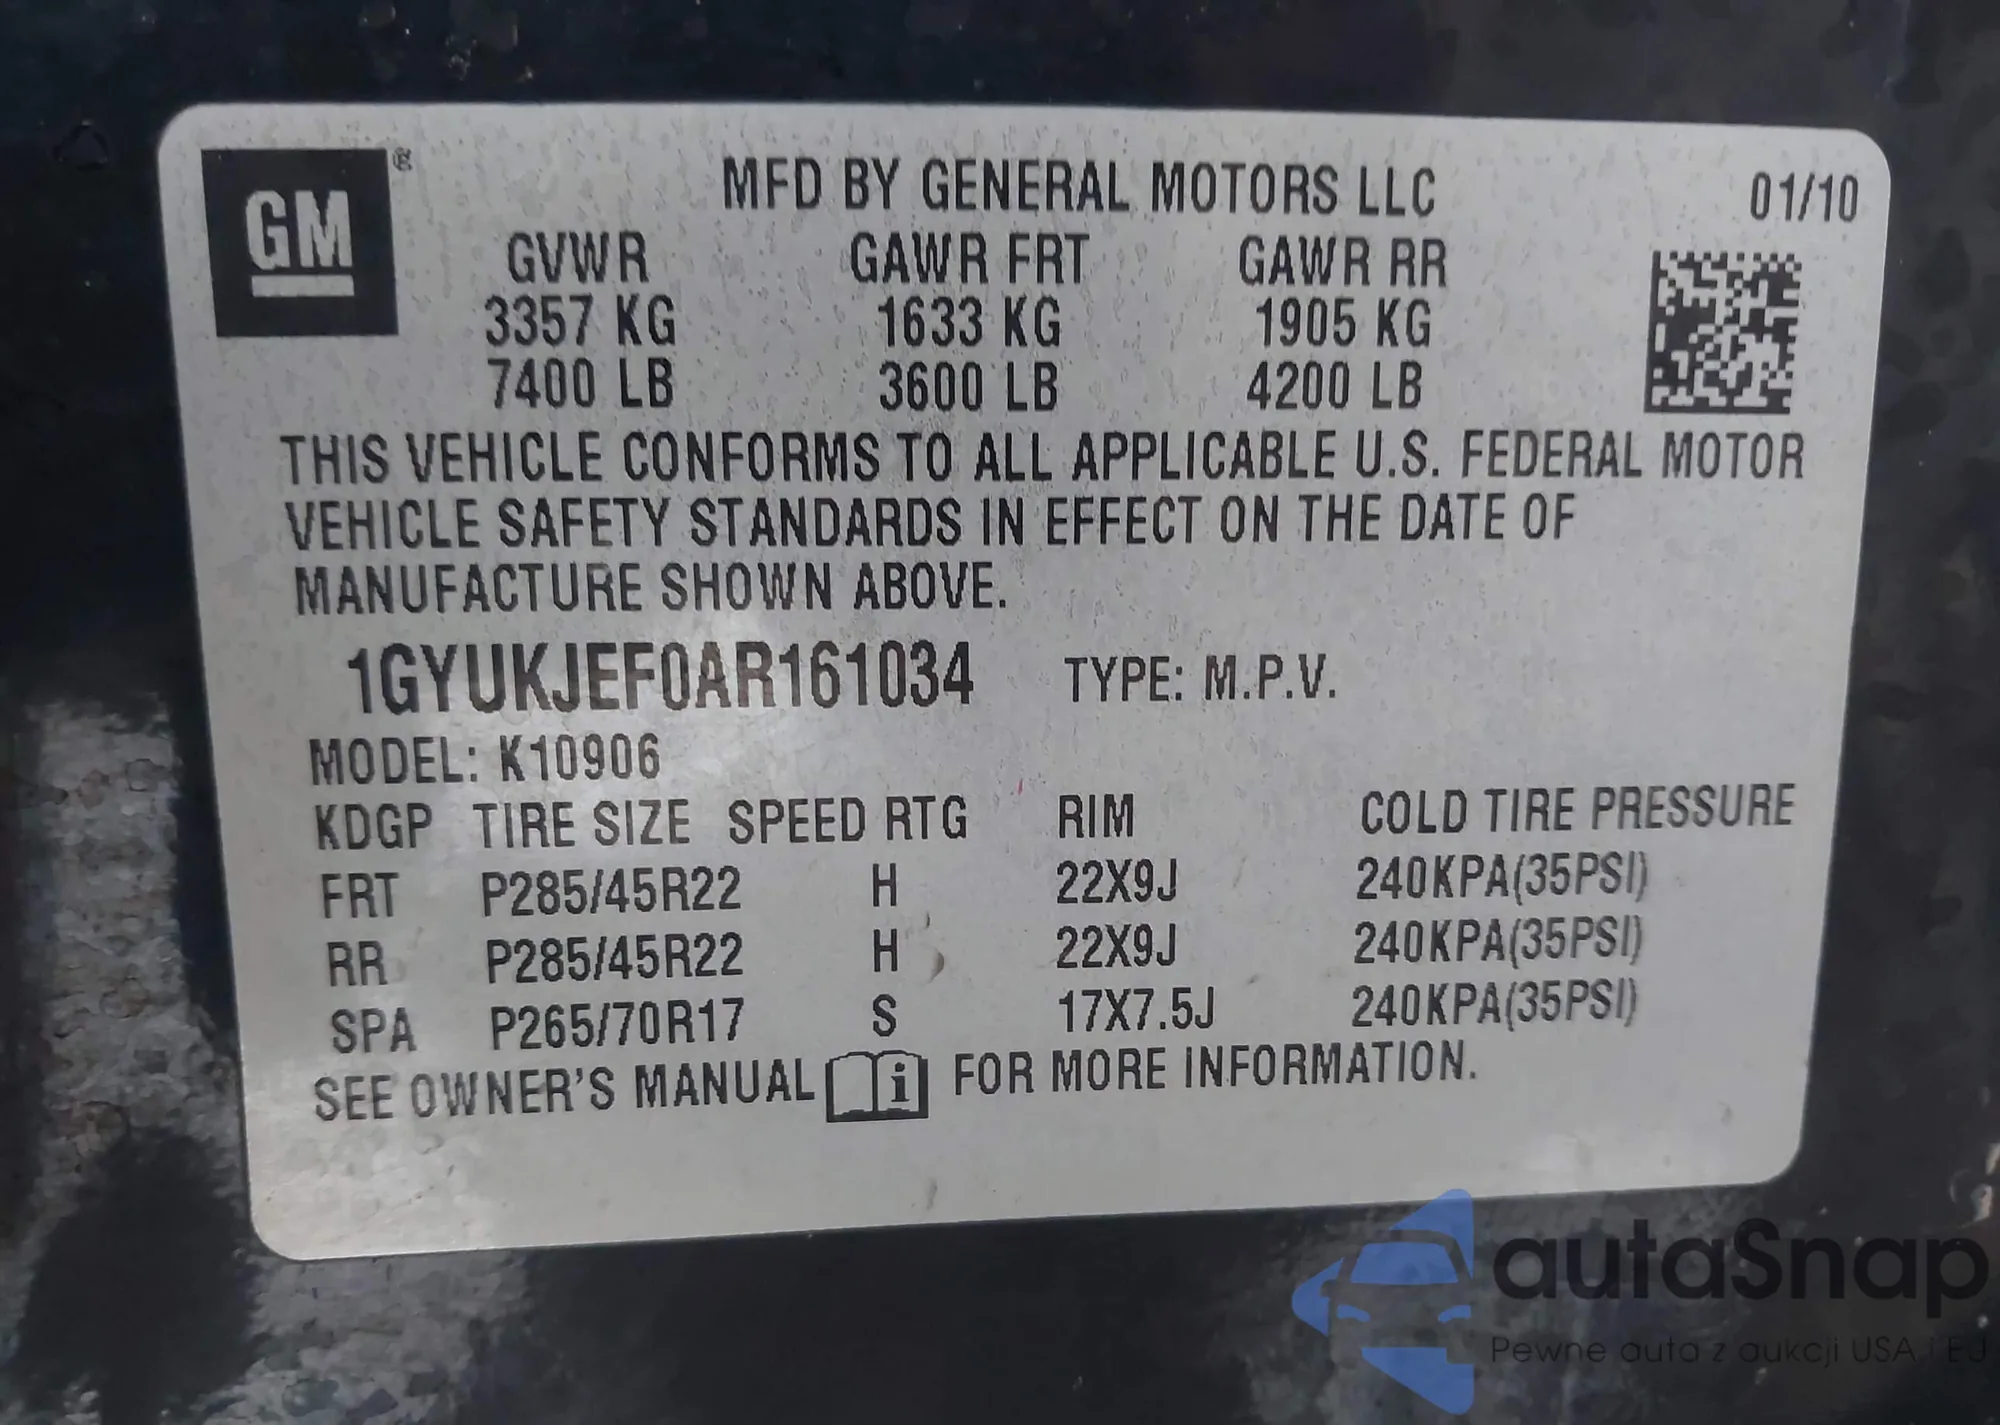 GM ®
MFD BY GENERAL MOTORS LLC 01/10
GVWR GAWR FRT GAWR RR
3357 KG 1633 KG 1905 KG
7400 LB 3600 LB 4200 LB
THIS VEHICLE CONFORMS TO ALL APPLICABLE U.S. FEDERAL MOTOR
VEHICLE SAFETY STANDARDS IN EFFECT ON THE DATE OF
MANUFACTURE SHOWN ABOVE.
1GYUKJEF0AR161034 TYPE: M.P.V.
MODEL: K10906
KDGP TIRE SIZE SPEED RTG RIM COLD TIRE PRESSURE
FRT P285/45R22 H 22X9J 240KPA(35PSI)
RR P285/45R22 H 22X9J 240KPA(35PSI)
SPA P265/70R17 S 17X7.5J 240KPA(35PSI)
SEE OWNER'S MANUAL i FOR MORE INFORMATION.
autaSnap
Pewne auta z aukcji USA i EU